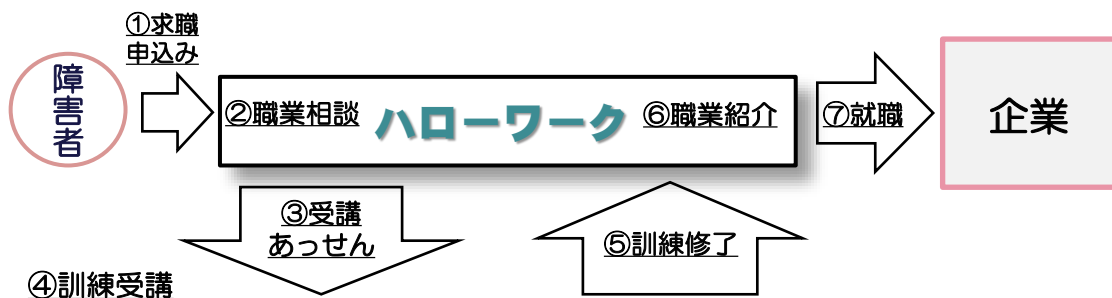 ①求職
申込み
障害者
②職業相談
ハローワーク
⑥職業紹介
⑦就職
企業
③受講
あっせん
⑤訓練修了
④訓練受講